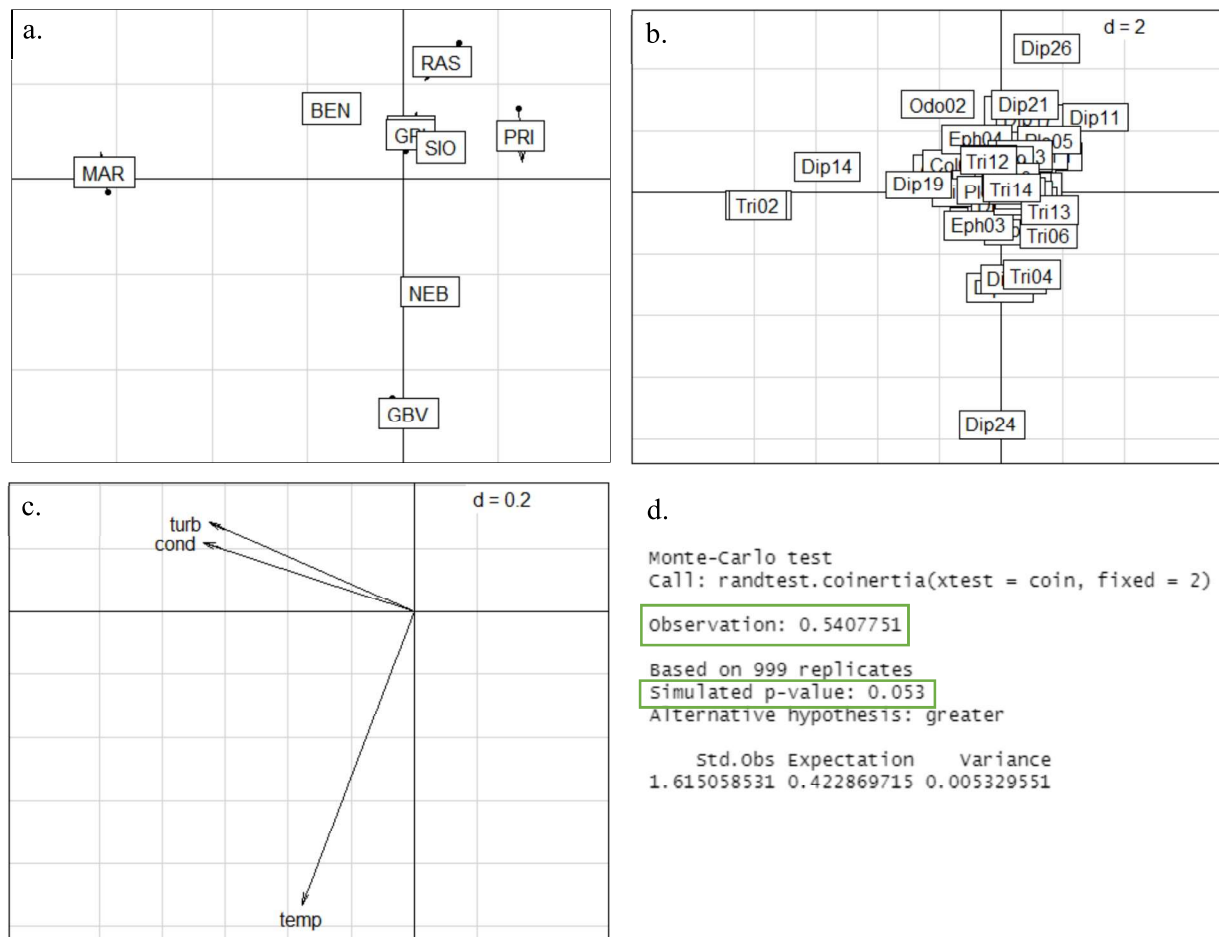 a.
RAS
BEN
SIO
PRI
MAR
NEB
GBV
b.
d = 2
Dip26
Odo02
Dip21
Dip11
Eph04
Tri12
Dip14
Dip19
Tri14
Tri02
Tri13
Eph03
Tri06
Tri04
Dip24
c.
d = 0.2
turb
cond
temp
d.
Monte-Carlo test
Call: randtest.coinertia(xtest = coin, fixed = 2)
Observation: 0.5407751
Based on 999 replicates
Simulated p-value: 0.053
Alternative hypothesis: greater
Std.Obs Expectation Variance
1.615058531 0.422869715 0.005329551